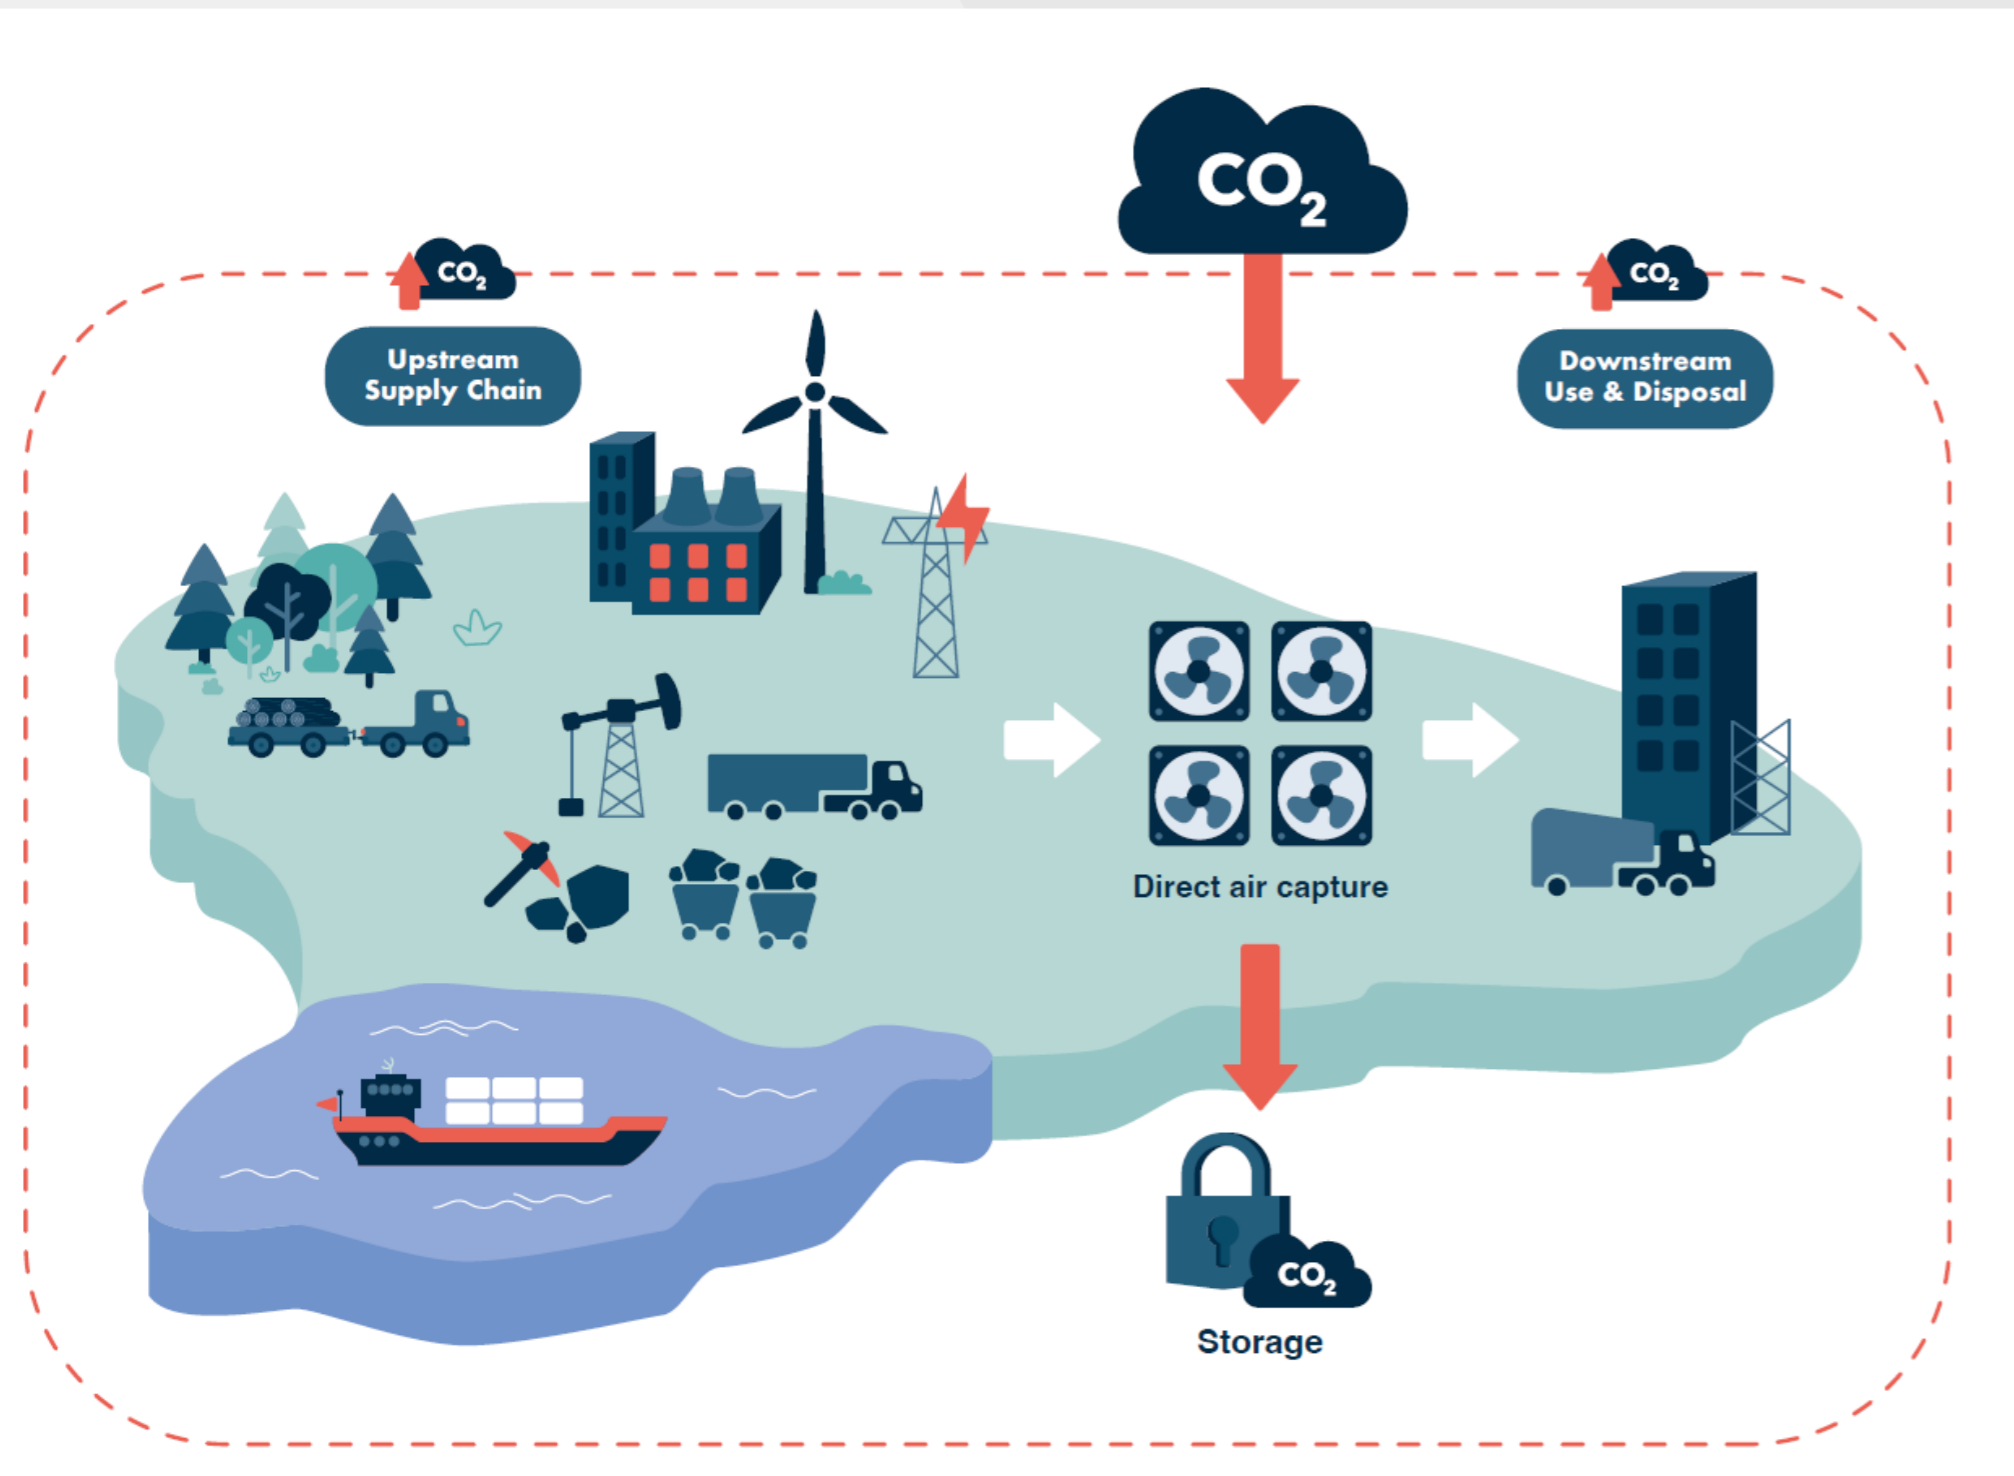 CO₂
CO₂
CO₂
Upstream
Supply Chain
Downstream
Use & Disposal
Direct air capture
CO₂
Storage